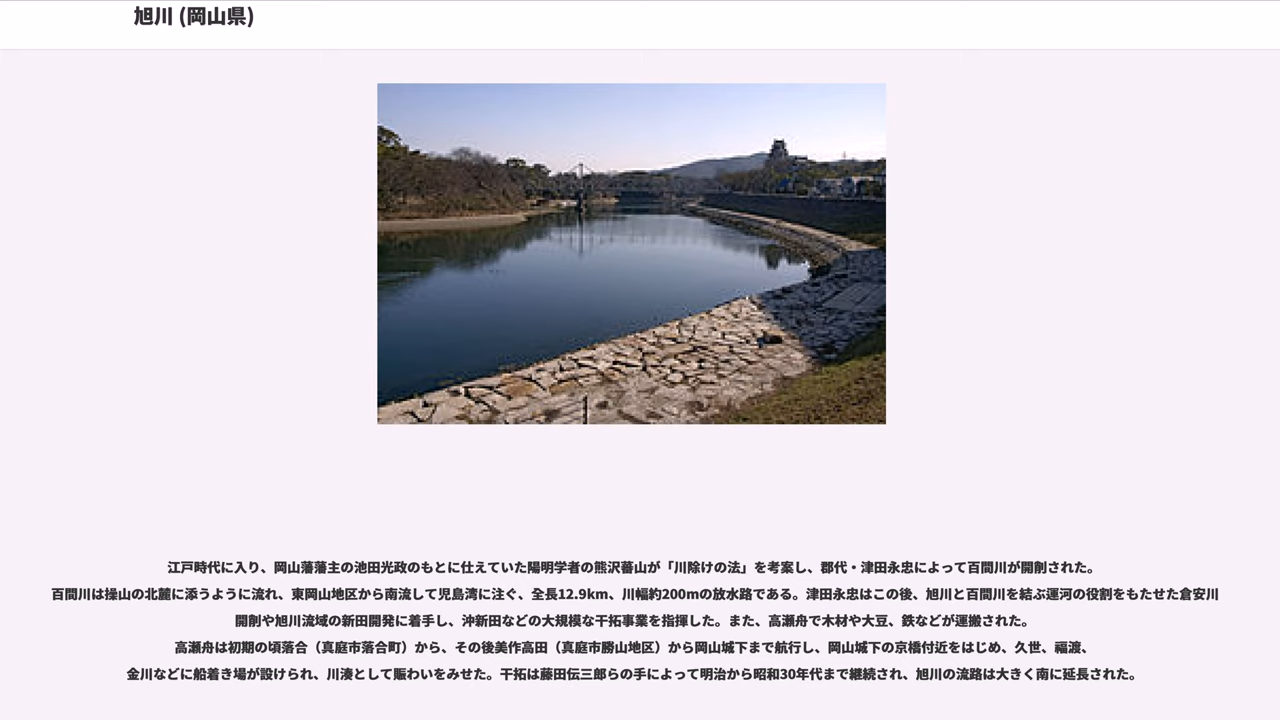 旭川 (岡山県)
江戸時代に入り、岡山藩藩主の池田光政のもとに仕えていた陽明学者の熊沢蕃山が「川除けの法」を考案し、郡代・津田永忠によって百間川が開削された。
百間川は操山の北麓に添うように流れ、東岡山地区から南流して児島湾に注ぐ、全長12.9km、川幅約200mの放水路である。津田永忠はこの後、旭川と百間川を結ぶ運河の役割をもたせた倉安川
開削や旭川流域の新田開発に着手し、沖新田などの大規模な干拓事業を指揮した。また、高瀬舟で木材や大豆、鉄などが運搬された。
高瀬舟は初期の頃落合（真庭市落合町）から、その後美作高田（真庭市勝山地区）から岡山城下まで航行し、岡山城下の京橋付近をはじめ、久世、福渡、
金川などに船着き場が設けられ、川湊として賑わいをみせた。干拓は藤田伝三郎らの手によって明治から昭和30年代まで継続され、旭川の流路は大きく南に延長された。